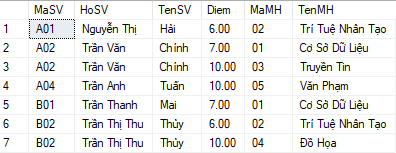 MaSV HoSV TenSV Diem MaMH TenMH
1 A01 Nguyễn Thị Hải 6.00 02 Trí Tuệ Nhân Tạo
2 A02 Trần Văn Chính 7.00 01 Cơ Sở Dữ Liệu
3 A02 Trần Văn Chính 10.00 03 Truyền Tin
4 A04 Trần Anh Tuấn 10.00 05 Văn Phạm
5 B01 Trần Thanh Mai 7.00 01 Cơ Sở Dữ Liệu
6 B02 Trần Thị Thu Thủy 6.00 02 Trí Tuệ Nhân Tạo
7 B02 Trần Thị Thu Thủy 10.00 04 Đồ Họa